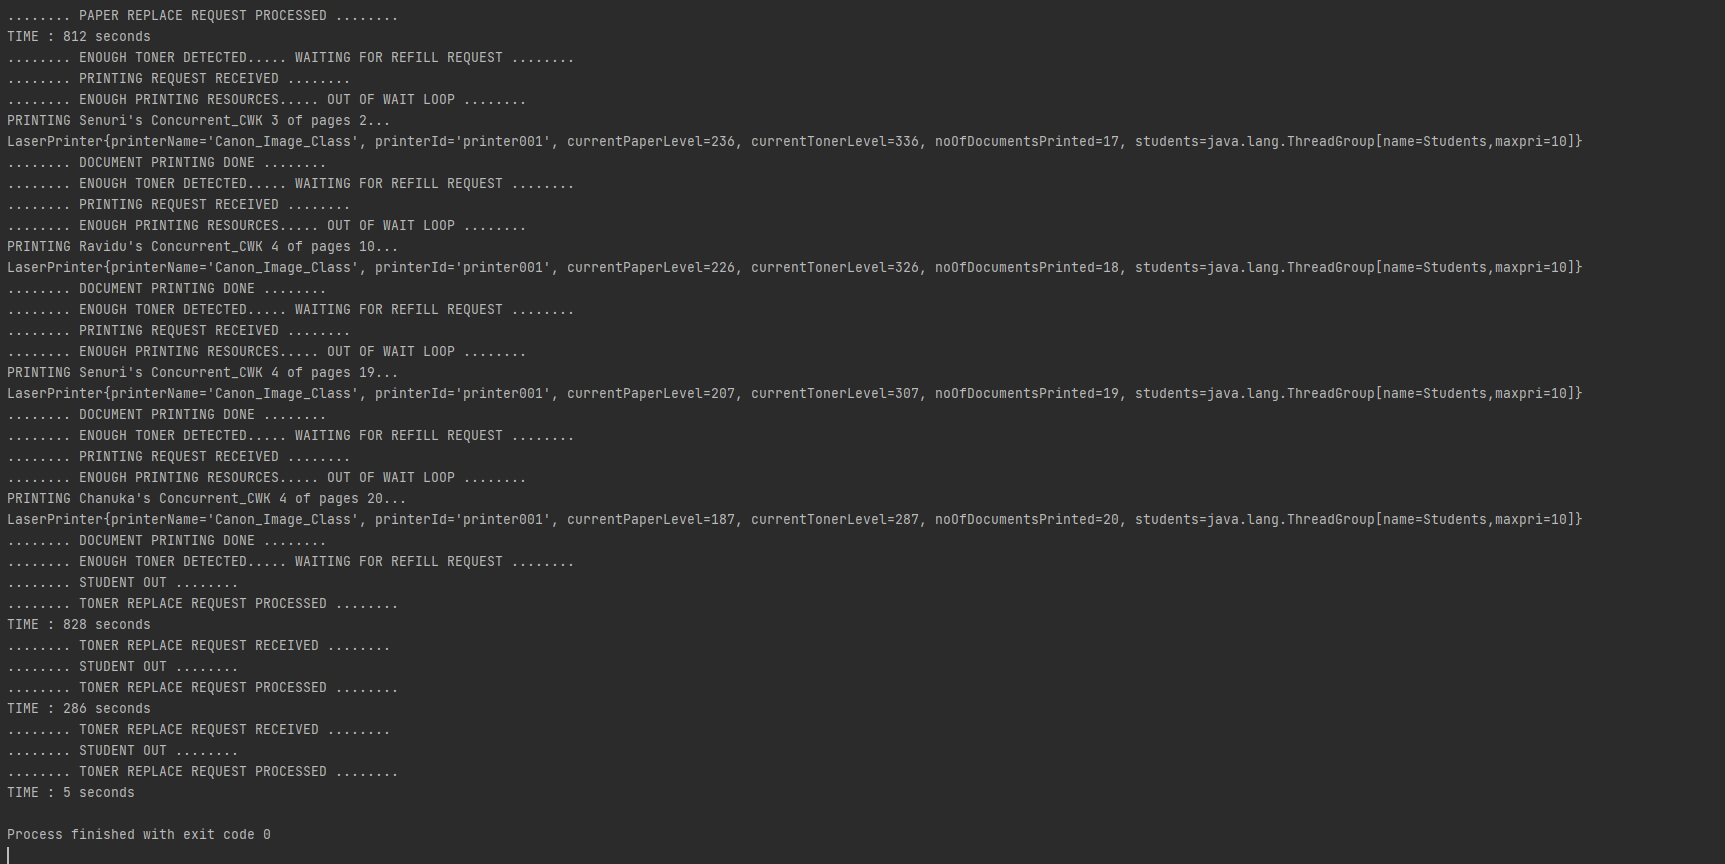 ........ PAPER REPLACE REQUEST PROCESSED ........
TIME : 812 seconds
........ ENOUGH TONER DETECTED..... WAITING FOR REFILL REQUEST ........
........ PRINTING REQUEST RECEIVED ........
........ ENOUGH PRINTING RESOURCES..... OUT OF WAIT LOOP ........
PRINTING Senuri's Concurrent_CWK 3 of pages 2...
LaserPrinter{printerName='Canon_Image_Class', printerId='printer001', currentPaperLevel=236, currentTonerLevel=336, noOfDocumentsPrinted=17, students=java.lang.ThreadGroup[name=Students,maxpri=10]}
........ DOCUMENT PRINTING DONE ........
........ ENOUGH TONER DETECTED..... WAITING FOR REFILL REQUEST ........
........ PRINTING REQUEST RECEIVED ........
........ ENOUGH PRINTING RESOURCES..... OUT OF WAIT LOOP ........
PRINTING Ravidu's Concurrent_CWK 4 of pages 10...
LaserPrinter{printerName='Canon_Image_Class', printerId='printer001', currentPaperLevel=226, currentTonerLevel=326, noOfDocumentsPrinted=18, students=java.lang.ThreadGroup[name=Students,maxpri=10]}
........ DOCUMENT PRINTING DONE ........
........ ENOUGH TONER DETECTED..... WAITING FOR REFILL REQUEST ........
........ PRINTING REQUEST RECEIVED ........
........ ENOUGH PRINTING RESOURCES..... OUT OF WAIT LOOP ........
PRINTING Senuri's Concurrent_CWK 4 of pages 19...
LaserPrinter{printerName='Canon_Image_Class', printerId='printer001', currentPaperLevel=207, currentTonerLevel=307, noOfDocumentsPrinted=19, students=java.lang.ThreadGroup[name=Students,maxpri=10]}
........ DOCUMENT PRINTING DONE ........
........ ENOUGH TONER DETECTED..... WAITING FOR REFILL REQUEST ........
........ PRINTING REQUEST RECEIVED ........
........ ENOUGH PRINTING RESOURCES..... OUT OF WAIT LOOP ........
PRINTING Chanuka's Concurrent_CWK 4 of pages 20...
LaserPrinter{printerName='Canon_Image_Class', printerId='printer001', currentPaperLevel=187, currentTonerLevel=287, noOfDocumentsPrinted=20, students=java.lang.ThreadGroup[name=Students,maxpri=10]}
........ DOCUMENT PRINTING DONE ........
........ ENOUGH TONER DETECTED..... WAITING FOR REFILL REQUEST ........
........ STUDENT OUT ........
........ TONER REPLACE REQUEST PROCESSED ........
TIME : 828 seconds
........ TONER REPLACE REQUEST RECEIVED ........
........ STUDENT OUT ........
........ TONER REPLACE REQUEST PROCESSED ........
TIME : 286 seconds
........ TONER REPLACE REQUEST RECEIVED ........
........ STUDENT OUT ........
........ TONER REPLACE REQUEST PROCESSED ........
TIME : 5 seconds
Process finished with exit code 0